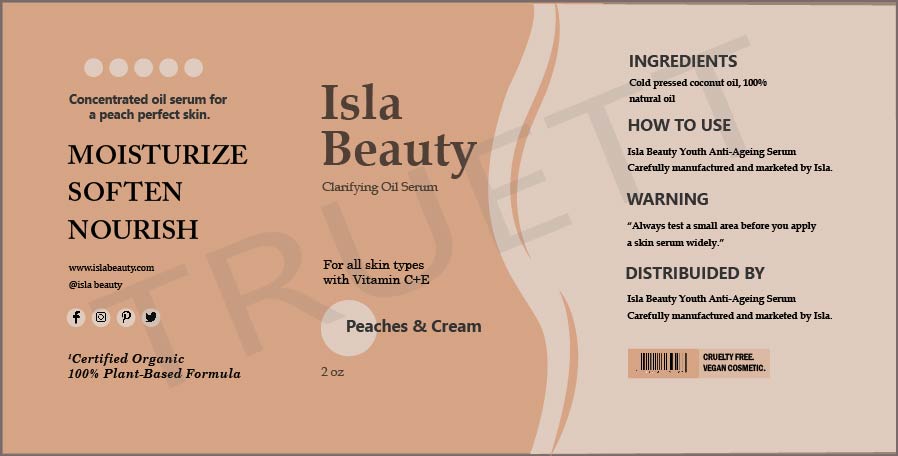 Concentrated oil serum for
a peach perfect skin.
MOISTURIZE
SOFTEN
NOURISH
www.islabeauty.com
@isla beauty
¹Certified Organic
100% Plant-Based Formula
Isla
Beauty
Clarifying Oil Serum
For all skin types
with Vitamin C+E
Peaches & Cream
2 oz
INGREDIENTS
Cold pressed coconut oil, 100%
natural oil
HOW TO USE
Isla Beauty Youth Anti-Ageing Serum
Carefully manufactured and marketed by Isla.
WARNING
“Always test a small area before you apply
a skin serum widely.”
DISTRIBUIDED BY
Isla Beauty Youth Anti-Ageing Serum
Carefully manufactured and marketed by Isla.
CRUELTY FREE.
VEGAN COSMETIC.
TRUETT